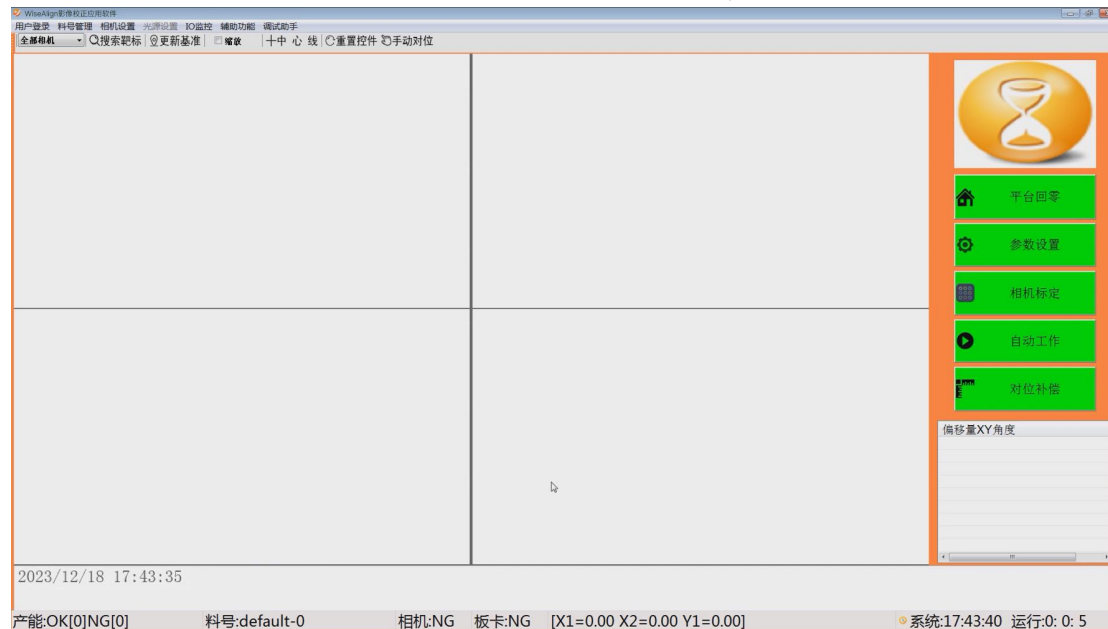 WiseAlign影像校正应用软件
用户登录 料号管理 相机设置 光源设置 IO监控 辅助功能 调试助手
全部相机 搜索靶标 更新基准 缩放 十中 心 线 重置控件 手动对位
平台回零
参数设置
相机标定
自动工作
对位补偿
偏移量XY角度
2023/12/18 17:43:35
产能:OK[0]NG[0] 料号:default-0 相机:NG 板卡:NG [X1=0.00 X2=0.00 Y1=0.00] 系统:17:43:40 运行:0: 0: 5